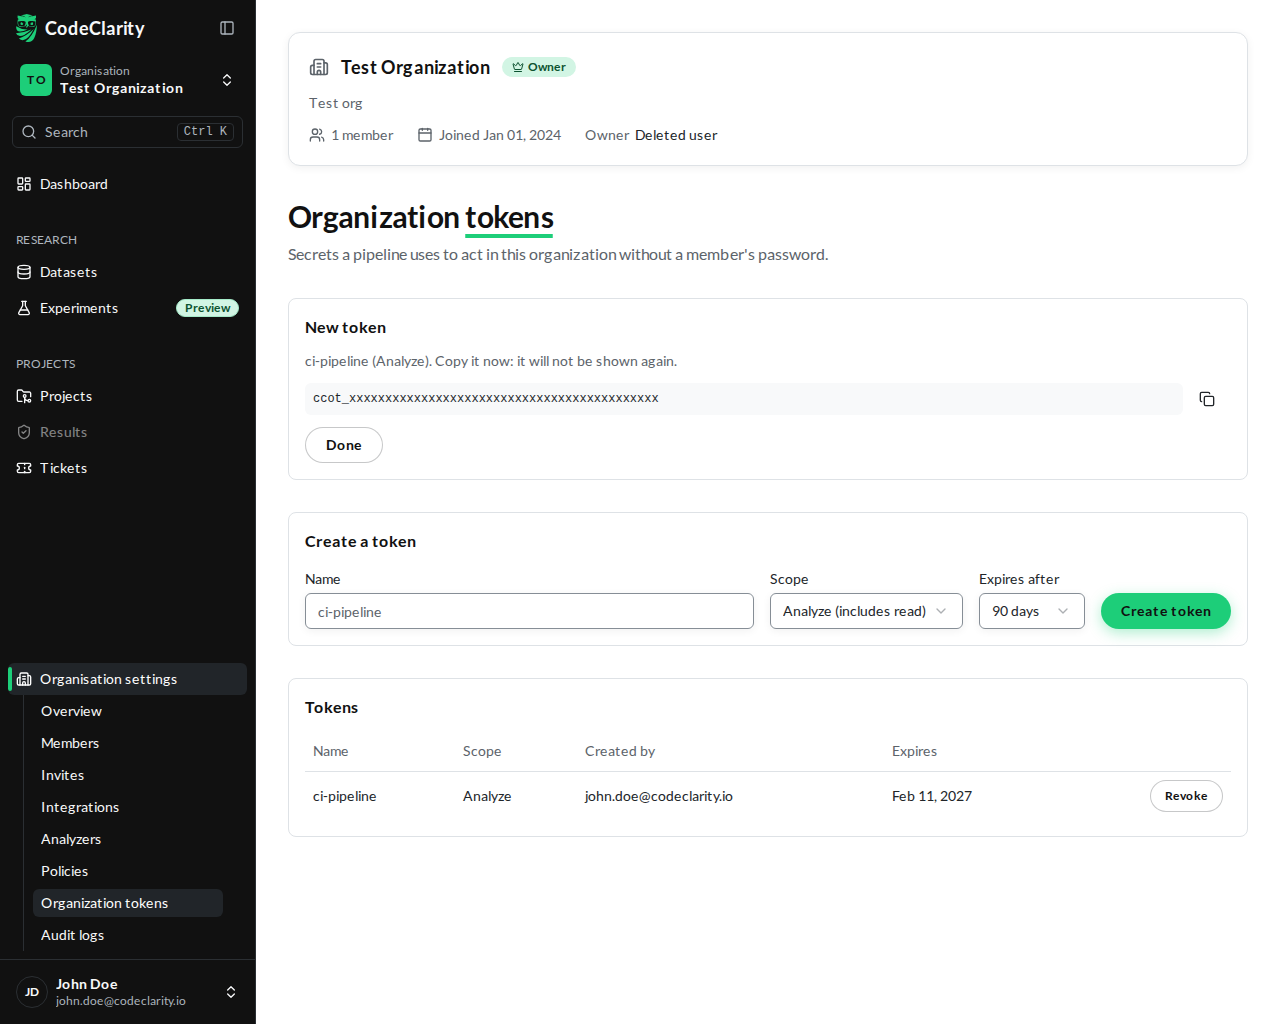 CodeClarity
TO
Organisation
Test Organization
Search
Ctrl K
Dashboard
RESEARCH
Datasets
Experiments
Preview
PROJECTS
Projects
Results
Tickets
Organisation settings
Overview
Members
Invites
Integrations
Analyzers
Policies
Organization tokens
Audit logs
JD
John Doe
john.doe@codeclarity.io
Test Organization
Owner
Test org
1 member
Joined Jan 01, 2024
Owner Deleted user
Organization tokens
Secrets a pipeline uses to act in this organization without a member's password.
New token
ci-pipeline (Analyze). Copy it now: it will not be shown again.
ccot_xxxxxxxxxxxxxxxxxxxxxxxxxxxxxxxxxxxxxxxxxxx
Done
Create a token
Name
Scope
Expires after
ci-pipeline
Analyze (includes read)
90 days
Create token
Tokens
Name
Scope
Created by
Expires
ci-pipeline
Analyze
john.doe@codeclarity.io
Feb 11, 2027
Revoke